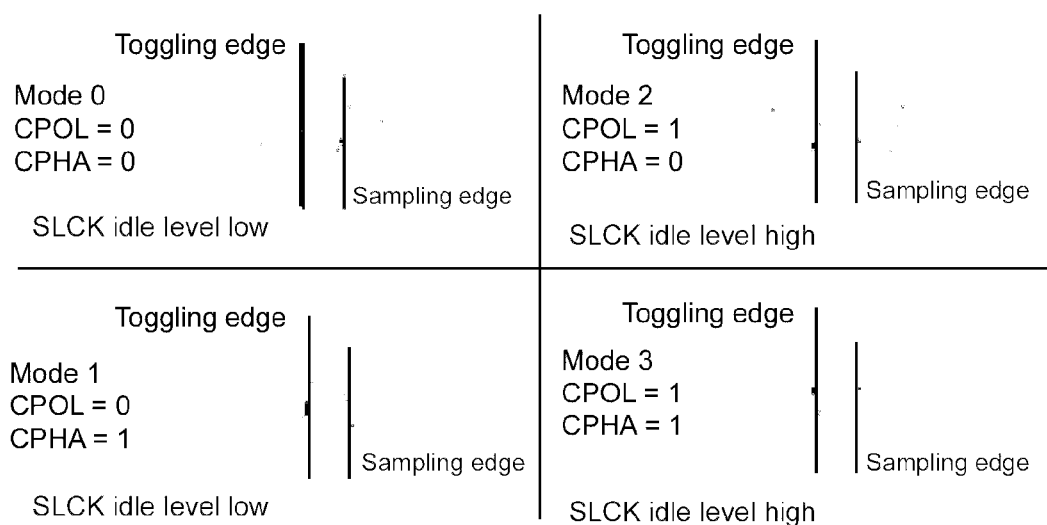 Toggling edge
Mode 0
CPOL = 0
CPHA = 0
Sampling edge
SLCK idle level low
Toggling edge
Mode 2
CPOL = 1
CPHA = 0
Sampling edge
SLCK idle level high
Toggling edge
Mode 1
CPOL = 0
CPHA = 1
Sampling edge
SLCK idle level low
Toggling edge
Mode 3
CPOL = 1
CPHA = 1
Sampling edge
SLCK idle level high